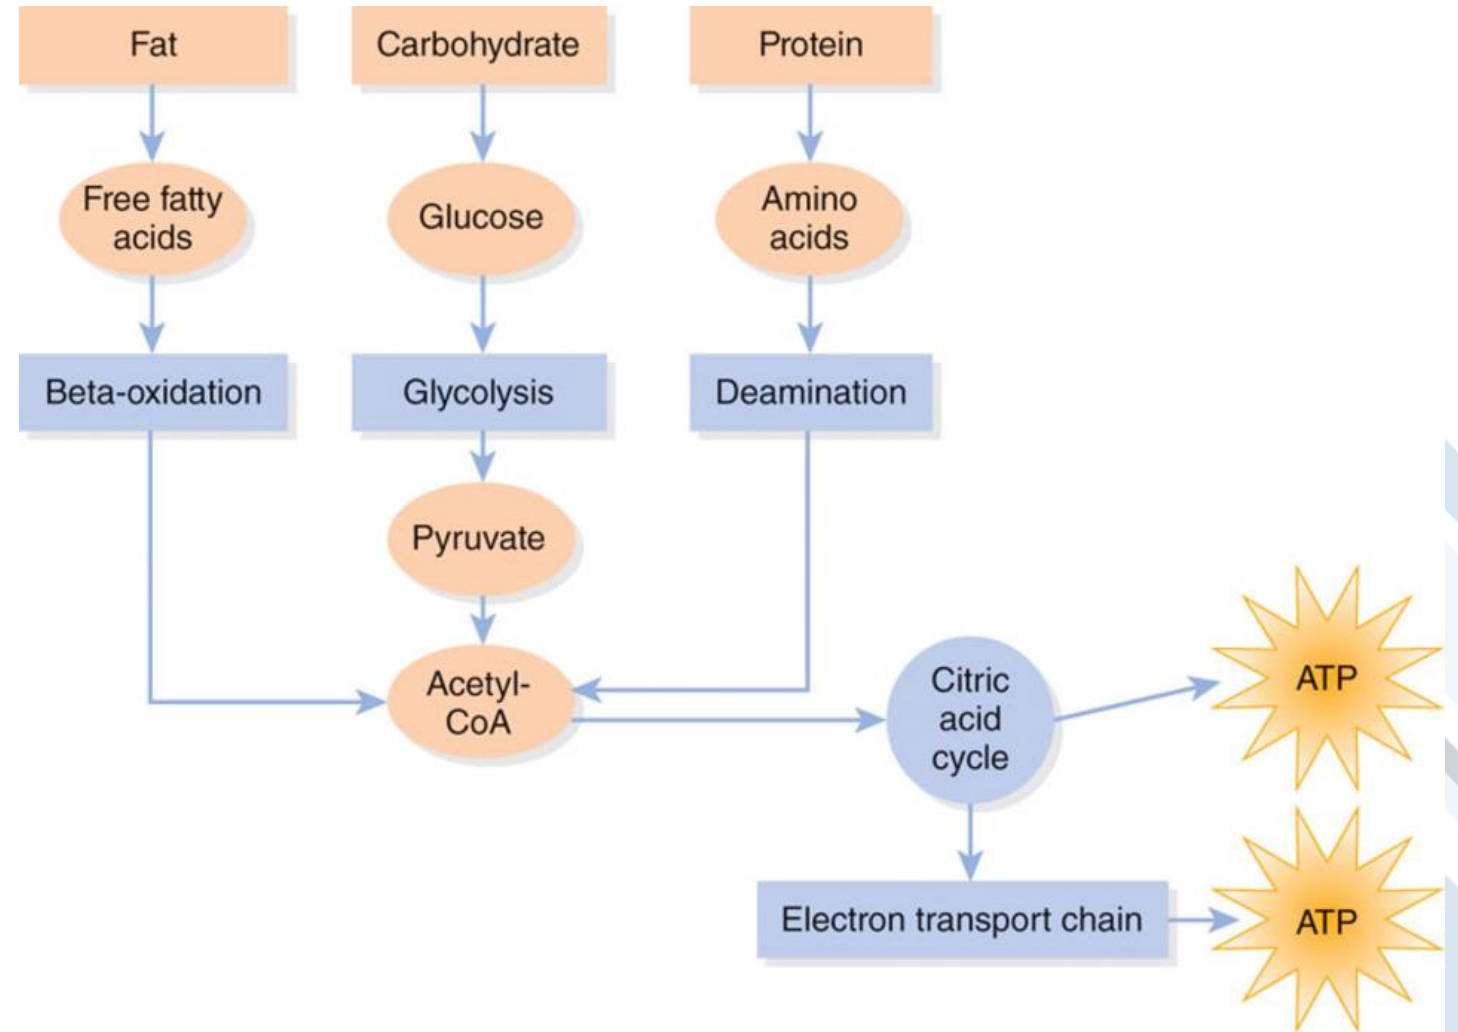 Fat
Carbohydrate
Protein
Free fatty
acids
Glucose
Amino
acids
Beta-oxidation
Glycolysis
Deamination
Pyruvate
Acetyl-
CoA
Citric
acid
cycle
ATP
Electron transport chain
ATP